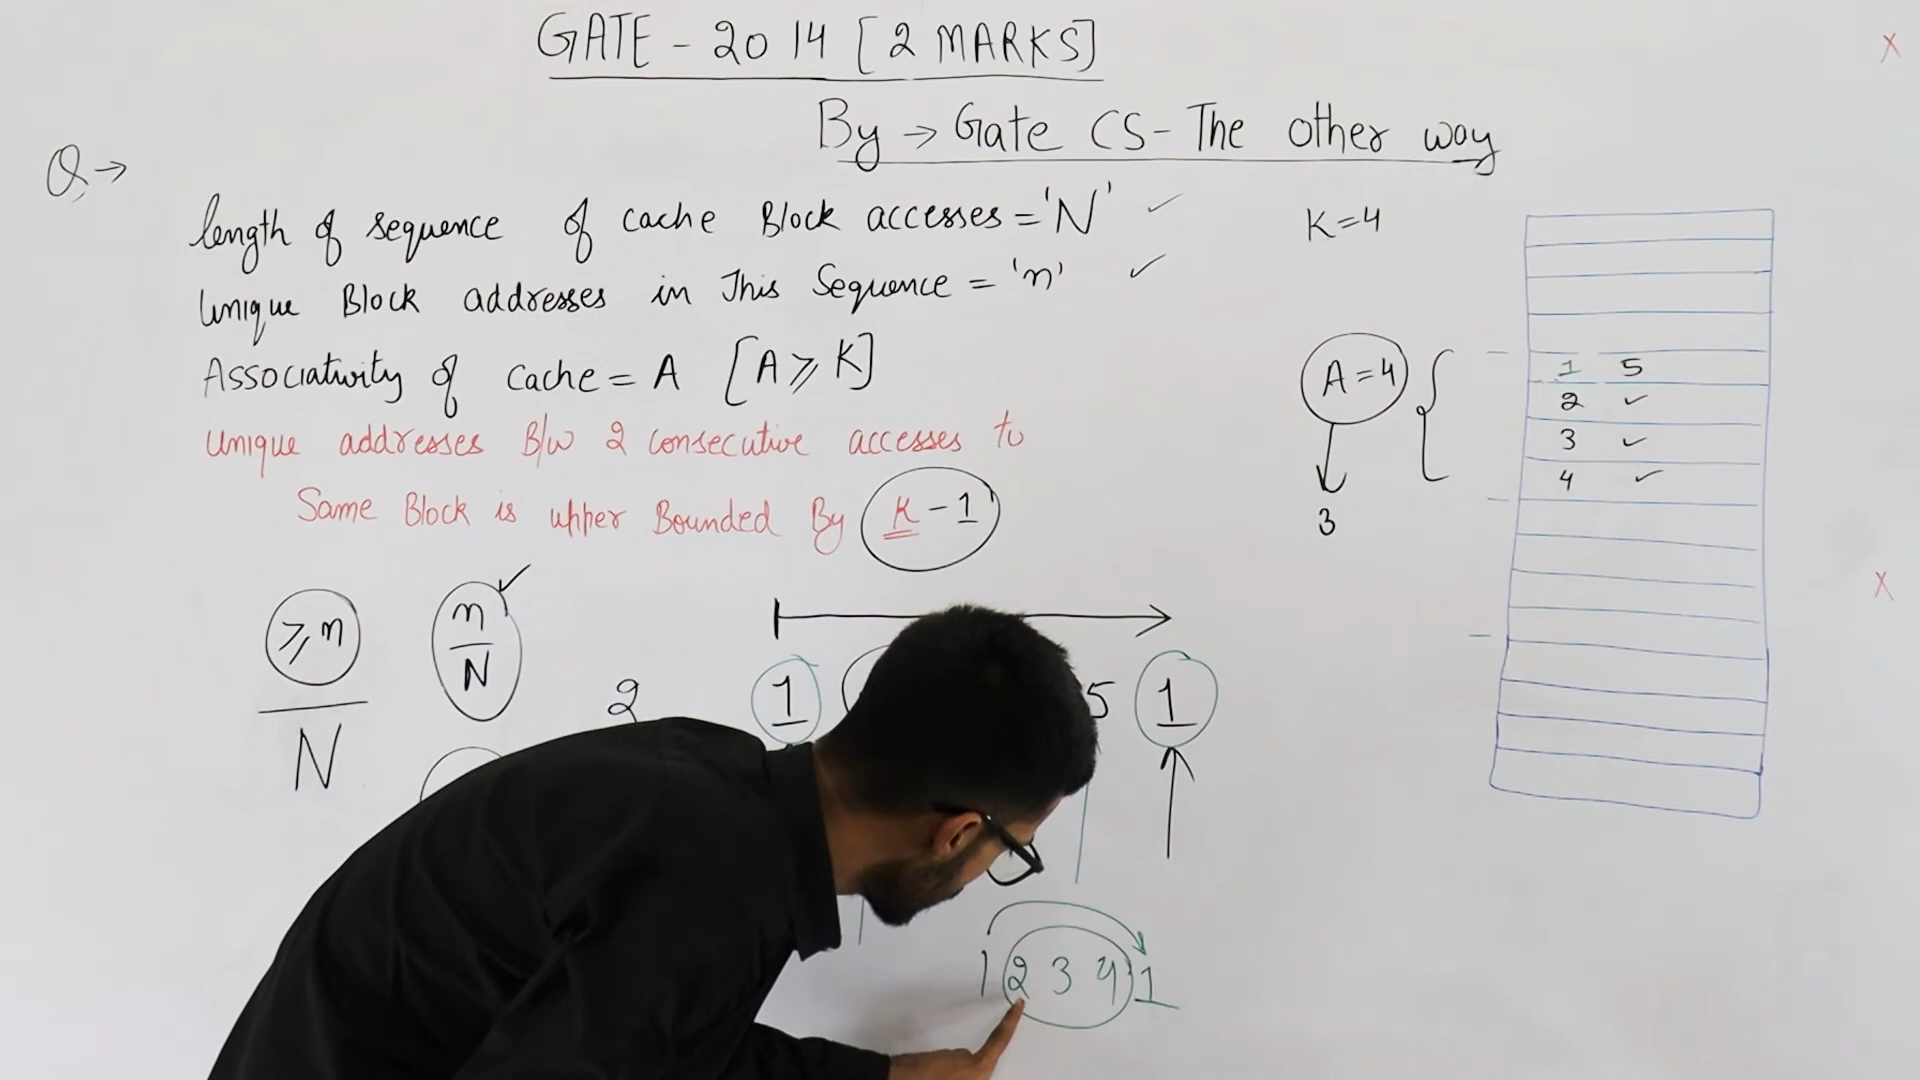 GATE - 2014 [2 MARKS]
By → Gate CS - The other way
Q →
length of sequence of cache Block accesses = 'N' ✓
Unique Block addresses in This Sequence = 'n' ✓
Associativity of cache = A [A ⩾ K]
Unique addresses B/w 2 consecutive accesses to
Same Block is upper Bounded By K - 1
K=4
A=4
3
1 5
2 ✓
3 ✓
4 ✓
⩾ n
N
n ✓
N
2 1 5 1
1 2 3 4 1
X
X